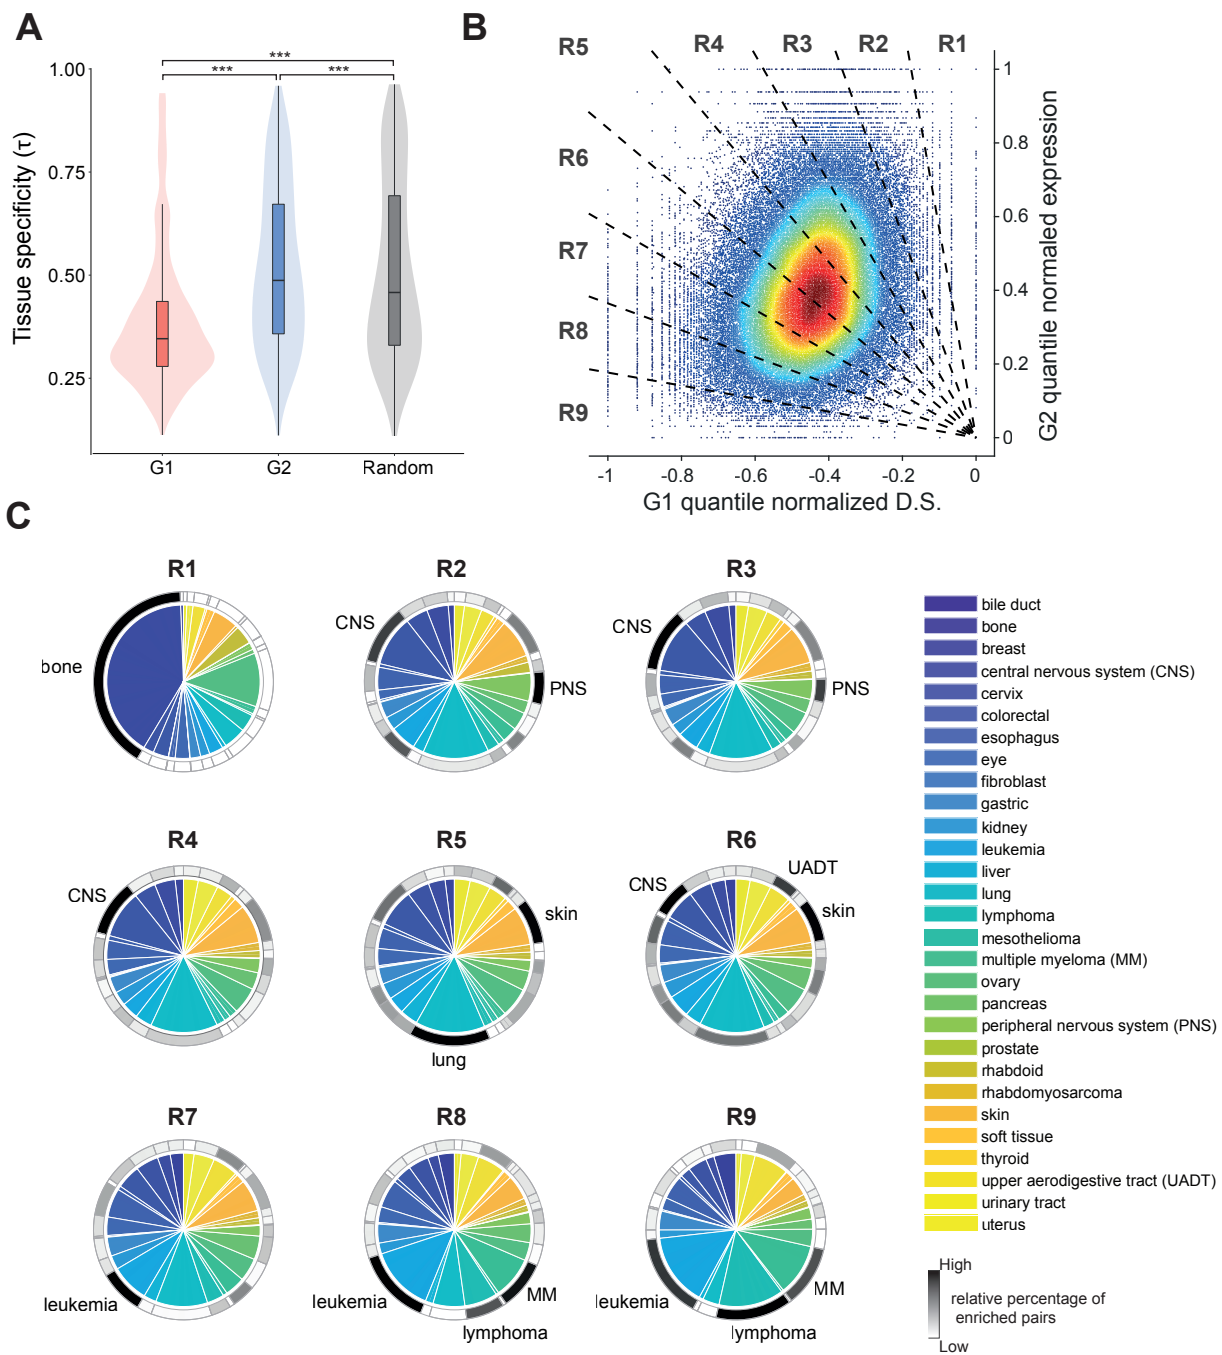 A
Tissue specificity (τ)
1.00
0.75
0.50
0.25
***
***
***
G1
G2
Random
B
R5
R4
R3
R2
R1
R6
R7
R8
R9
1
0.8
0.6
0.4
0.2
0
G2 quantile normaled expression
-1
-0.8
-0.6
-0.4
-0.2
0
G1 quantile normalized D.S.
C
R1
bone
R2
CNS
PNS
R3
CNS
PNS
R4
CNS
R5
skin
lung
R6
CNS
UADT
skin
R7
leukemia
R8
leukemia
MM
lymphoma
R9
leukemia
MM
lymphoma
bile duct
bone
breast
central nervous system (CNS)
cervix
colorectal
esophagus
eye
fibroblast
gastric
kidney
leukemia
liver
lung
lymphoma
mesothelioma
multiple myeloma (MM)
ovary
pancreas
peripheral nervous system (PNS)
prostate
rhabdoid
rhabdomyosarcoma
skin
soft tissue
thyroid
upper aerodigestive tract (UADT)
urinary tract
uterus
High
relative percentage of
enriched pairs
Low